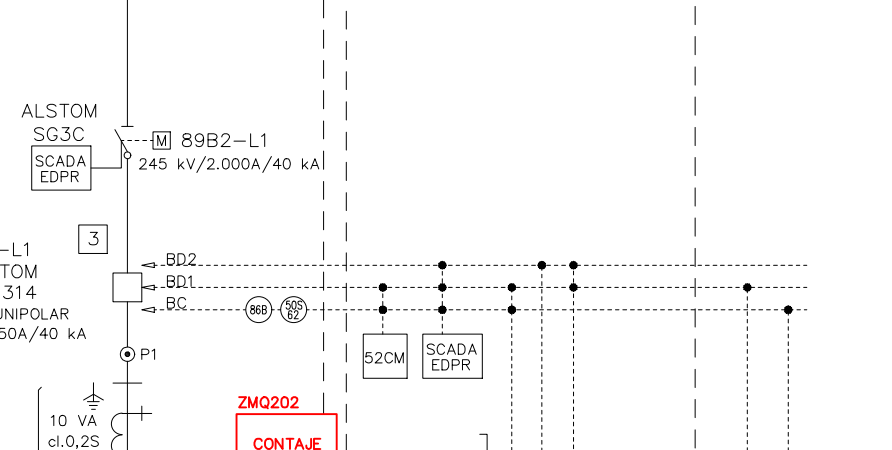 ALSTOM
SG3C
SCADA
EDPR
M
89B2-L1
245 kV/2.000A/40 kA
3
-L1
TOM
314
UNIPOLAR
50A/40 kA
BD2
BD1
BC
86B
50S
62
P1
52CM
SCADA
EDPR
10 VA
cl.0,2S
ZMQ202
CONTAJE